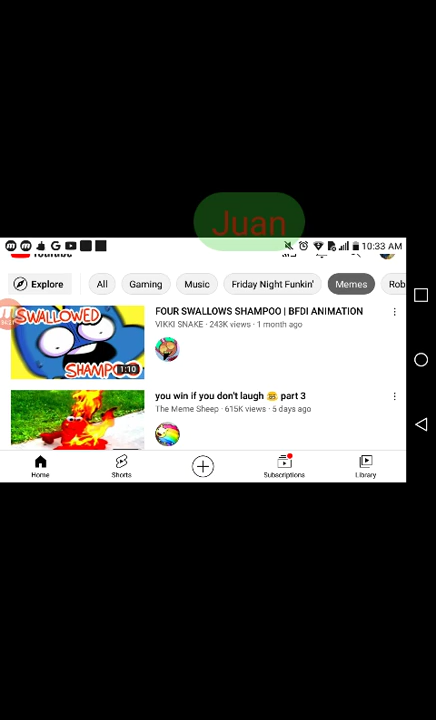 Juan
10:33 AM
Explore
All
Gaming
Music
Friday Night Funkin'
Memes
Rob
SWALLOWED
SHAMPOO
1:10
FOUR SWALLOWS SHAMPOO | BFDI ANIMATION
VIKKI SNAKE · 243K views · 1 month ago
you win if you don't laugh 😂 part 3
The Meme Sheep · 615K views · 5 days ago
Home
Shorts
Subscriptions
Library